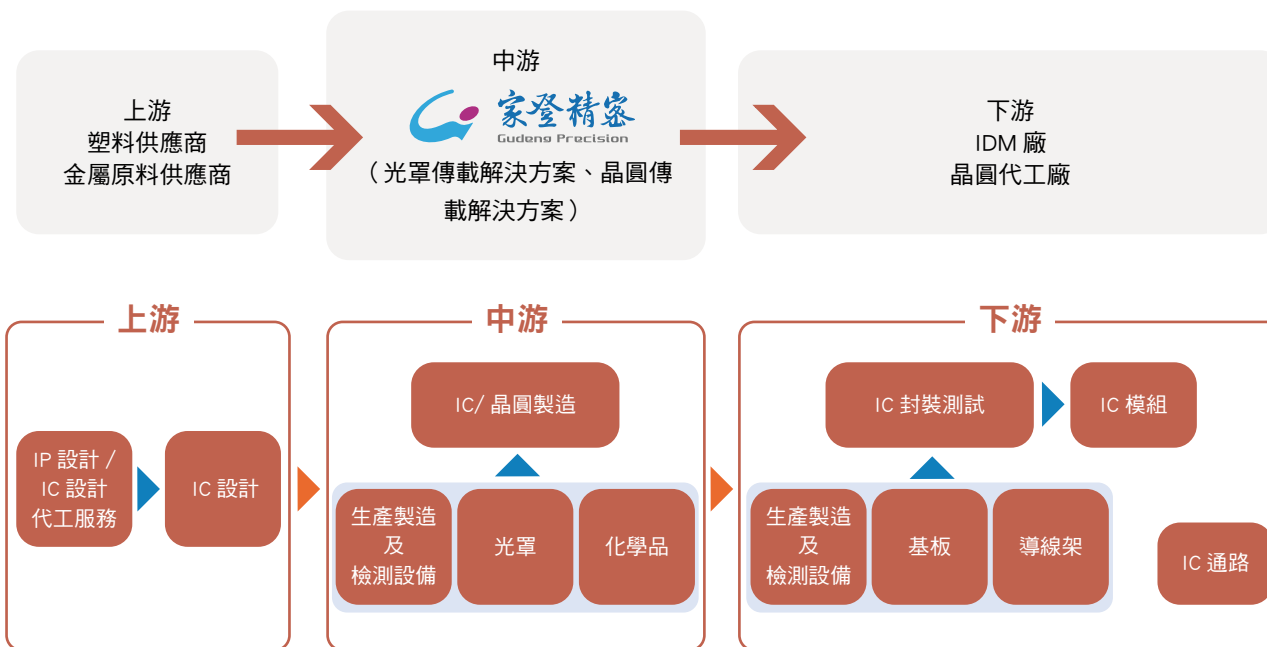 上游
塑料供應商
金屬原料供應商
中游
家登精密
Gudeng Precision
（光罩傳載解決方案、晶圓傳
載解決方案）
下游
IDM 廠
晶圓代工廠
上游
IP 設計 /
IC 設計
代工服務
IC 設計
中游
IC/ 晶圓製造
生產製造
及
檢測設備
光罩
化學品
下游
IC 封裝測試
IC 模組
生產製造
及
檢測設備
基板
導線架
IC 通路